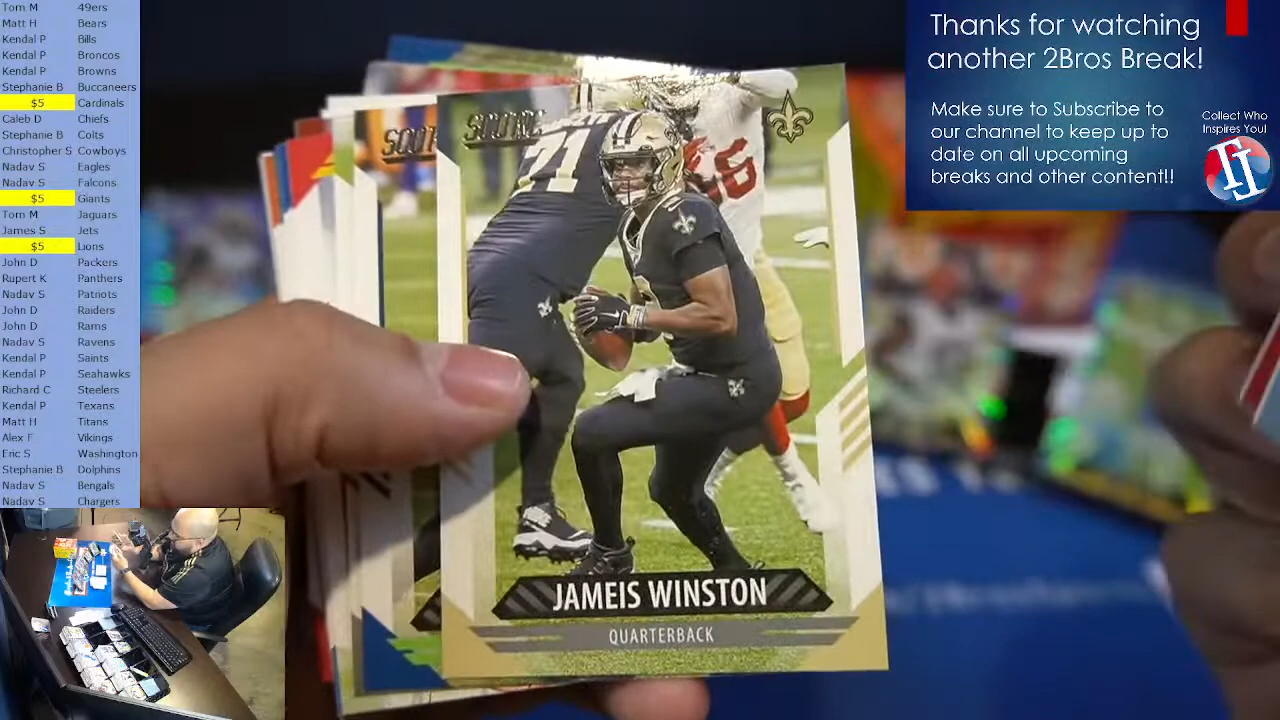 Tom M 49ers
Matt H Bears
Kendal P Bills
Kendal P Broncos
Kendal P Browns
Stephanie B Buccaneers
$5 Cardinals
Caleb D Chiefs
Stephanie B Colts
Christopher S Cowboys
Nadav S Eagles
Nadav S Falcons
$5 Giants
Tom M Jaguars
James S Jets
$5 Lions
John D Packers
Rupert K Panthers
Nadav S Patriots
John D Raiders
John D Rams
Nadav S Ravens
Kendal P Saints
Kendal P Seahawks
Richard C Steelers
Kendal P Texans
Matt H Titans
Alex F Vikings
Eric S Washington
Stephanie B Dolphins
Nadav S Bengals
Nadav S Chargers
Thanks for watching
another 2Bros Break!
Make sure to Subscribe to
our channel to keep up to
date on all upcoming
breaks and other content!!
Collect Who
Inspires You!
SCORE
71
JAMEIS WINSTON
QUARTERBACK